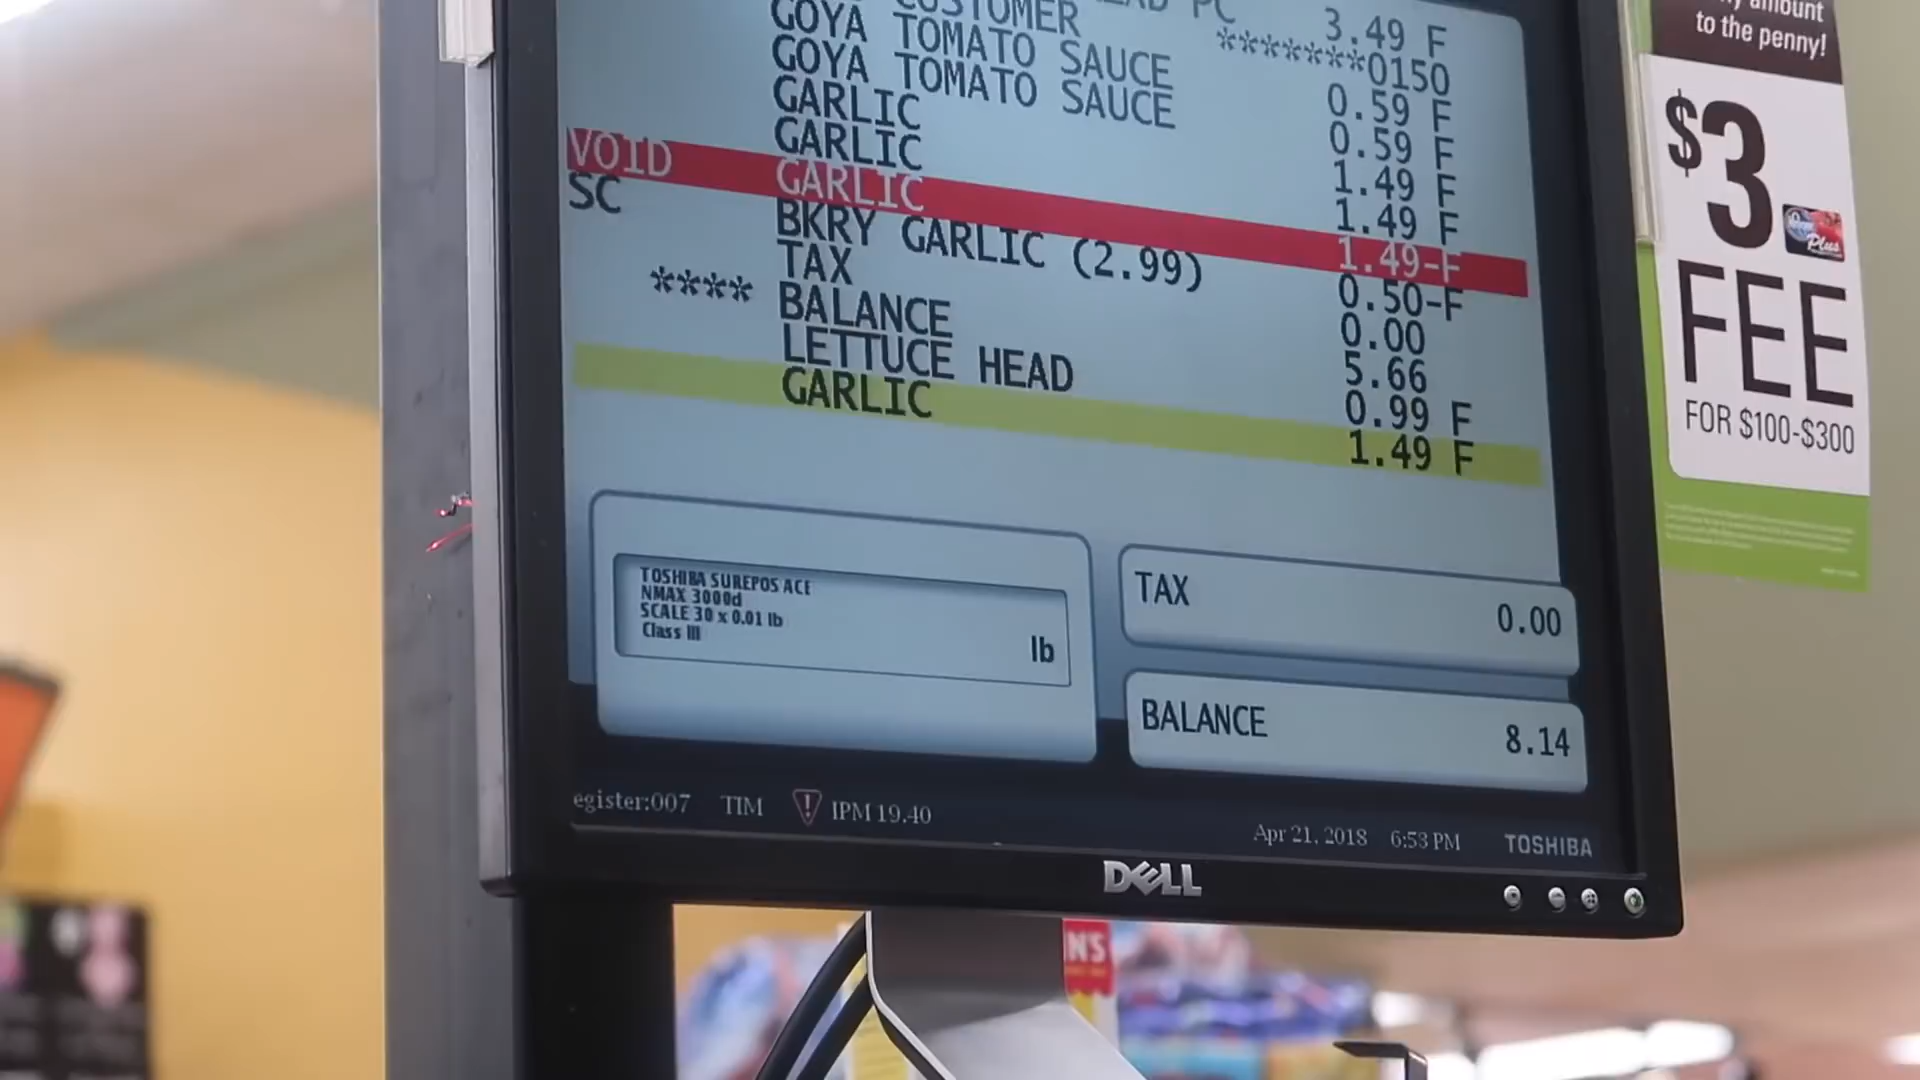 PC 3.49 F
CUSTOMER *******0150
GOYA TOMATO SAUCE 0.59 F
GOYA TOMATO SAUCE 0.59 F
GARLIC 1.49 F
GARLIC 1.49 F
VOID GARLIC 1.49-F
SC BKRY GARLIC (2.99) 0.50-F
TAX 0.00
**** BALANCE 5.66
LETTUCE HEAD 0.99 F
GARLIC 1.49 F
TOSHIBA SUREPOS ACE
NMAX 3000d
SCALE 30 x 0.01 lb
Class III
lb
TAX 0.00
BALANCE 8.14
egister:007 TIM IPM 19.40 Apr 21, 2018 6:53 PM TOSHIBA
DELL
amount
to the penny!
$3
Plus
FEE
FOR $100-$300
N'S